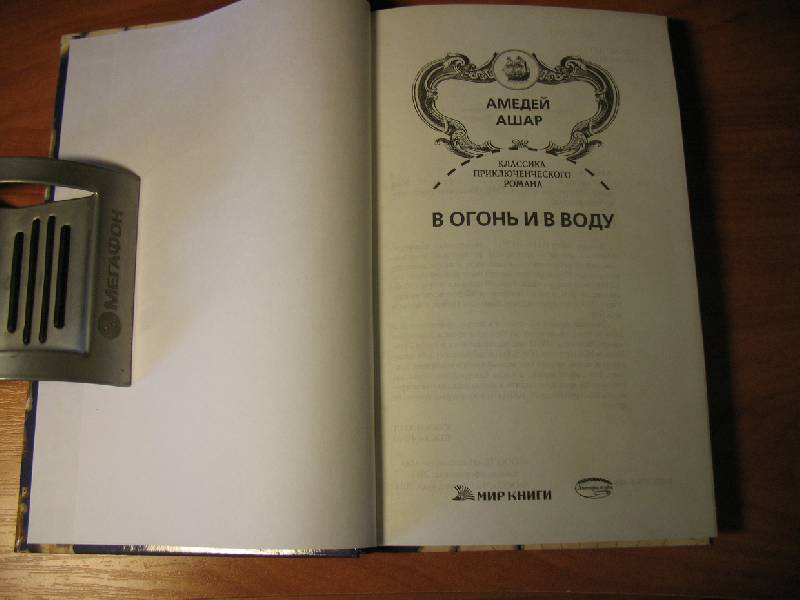 МЕГАФОН
АМЕДЕЙ
АШАР
КЛАССИКА
ПРИКЛЮЧЕНЧЕСКОГО
РОМАНА
В ОГОНЬ И В ВОДУ
МИР КНИГИ